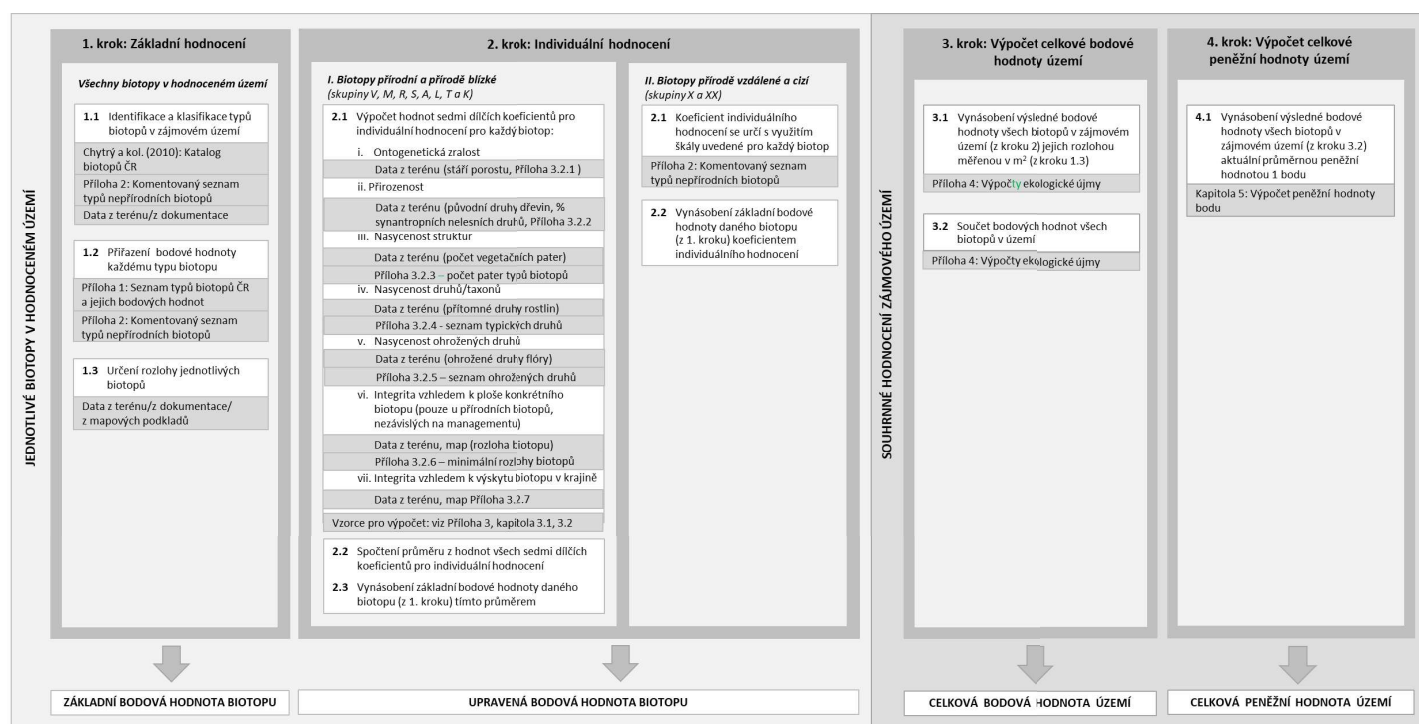 JEDNOTLIVÉ BIOTOPY V HODNOCENÉM ÚZEMÍ
1. krok: Základní hodnocení
Všechny biotopy v hodnoceném území
1.1 Identifikace a klasifikace typů
biotopů v zájmovém území
Chytrý a kol. (2010): Katalog
biotopů ČR
Příloha 2: Komentovaný seznam
typů nepřírodních biotopů
Data z terénu/z dokumentace
1.2 Přiřazení bodové hodnoty
každému typu biotopu
Příloha 1: Seznam typů biotopů ČR
a jejich bodových hodnot
Příloha 2: Komentovaný seznam
typů nepřírodních biotopů
1.3 Určení rozlohy jednotlivých
biotopů
Data z terénu/z dokumentace/
z mapových podkladů
ZÁKLADNÍ BODOVÁ HODNOTA BIOTOPU
2. krok: Individuální hodnocení
I. Biotopy přírodní a přírodě blízké
(skupiny V, M, R, S, A, L, T a K)
2.1 Výpočet hodnot sedmi dílčích koeficientů pro
individuální hodnocení pro každý biotop:
i. Ontogenetická zralost
Data z terénu (stáří porostu, Příloha 3.2.1 )
ii. Přirozenost
Data z terénu (původní druhy dřevin, %
synantropních nelesních druhů, Příloha 3.2.2
iii. Nasycenost struktur
Data z terénu (počet vegetačních pater)
Příloha 3.2.3 – počet pater typů biotopů
iv. Nasycenost druhů/taxonů
Data z terénu (přítomné druhy rostlin)
Příloha 3.2.4 - seznam typických druhů
v. Nasycenost ohrožených druhů
Data z terénu (ohrožené druhy flóry)
Příloha 3.2.5 – seznam ohrožených druhů
vi. Integrita vzhledem k ploše konkrétního
biotopu (pouze u přírodních biotopů,
nezávislých na managementu)
Data z terénu, map (rozloha biotopu)
Příloha 3.2.6 – minimální rozlohy biotopů
vii. Integrita vzhledem k výskytu biotopu v krajině
Data z terénu, map Příloha 3.2.7
Vzorce pro výpočet: viz Příloha 3, kapitola 3.1, 3.2
2.2 Spočtení průměru z hodnot všech sedmi dílčích
koeficientů pro individuální hodnocení
2.3 Vynásobení základní bodové hodnoty daného
biotopu (z 1. kroku) tímto průměrem
II. Biotopy přírodě vzdálené a cizí
(skupiny X a XX)
2.1 Koeficient individuálního
hodnocení se určí s využitím
škály uvedené pro každý biotop
Příloha 2: Komentovaný seznam
typů nepřírodních biotopů
2.2 Vynásobení základní bodové
hodnoty daného biotopu
(z 1. kroku) koeficientem
individuálního hodnocení
UPRAVENÁ BODOVÁ HODNOTA BIOTOPU
SOUHRNNÉ HODNOCENÍ ZÁJMOVÉHO ÚZEMÍ
3. krok: Výpočet celkové bodové
hodnoty území
3.1 Vynásobení výsledné bodové
hodnoty všech biotopů v zájmovém
území (z kroku 2) jejich rozlohou
měřenou v m² (z kroku 1.3)
Příloha 4: Výpočty ekologické újmy
3.2 Součet bodových hodnot všech
biotopů v území
Příloha 4: Výpočty ekologické újmy
CELKOVÁ BODOVÁ HODNOTA ÚZEMÍ
4. krok: Výpočet celkové
peněžní hodnoty území
4.1 Vynásobení výsledné bodové
hodnoty všech biotopů v
zájmovém území (z kroku 3.2)
aktuální průměrnou peněžní
hodnotou 1 bodu
Kapitola 5: Výpočet peněžní hodnoty
bodu
CELKOVÁ PENĚŽNÍ HODNOTA ÚZEMÍ